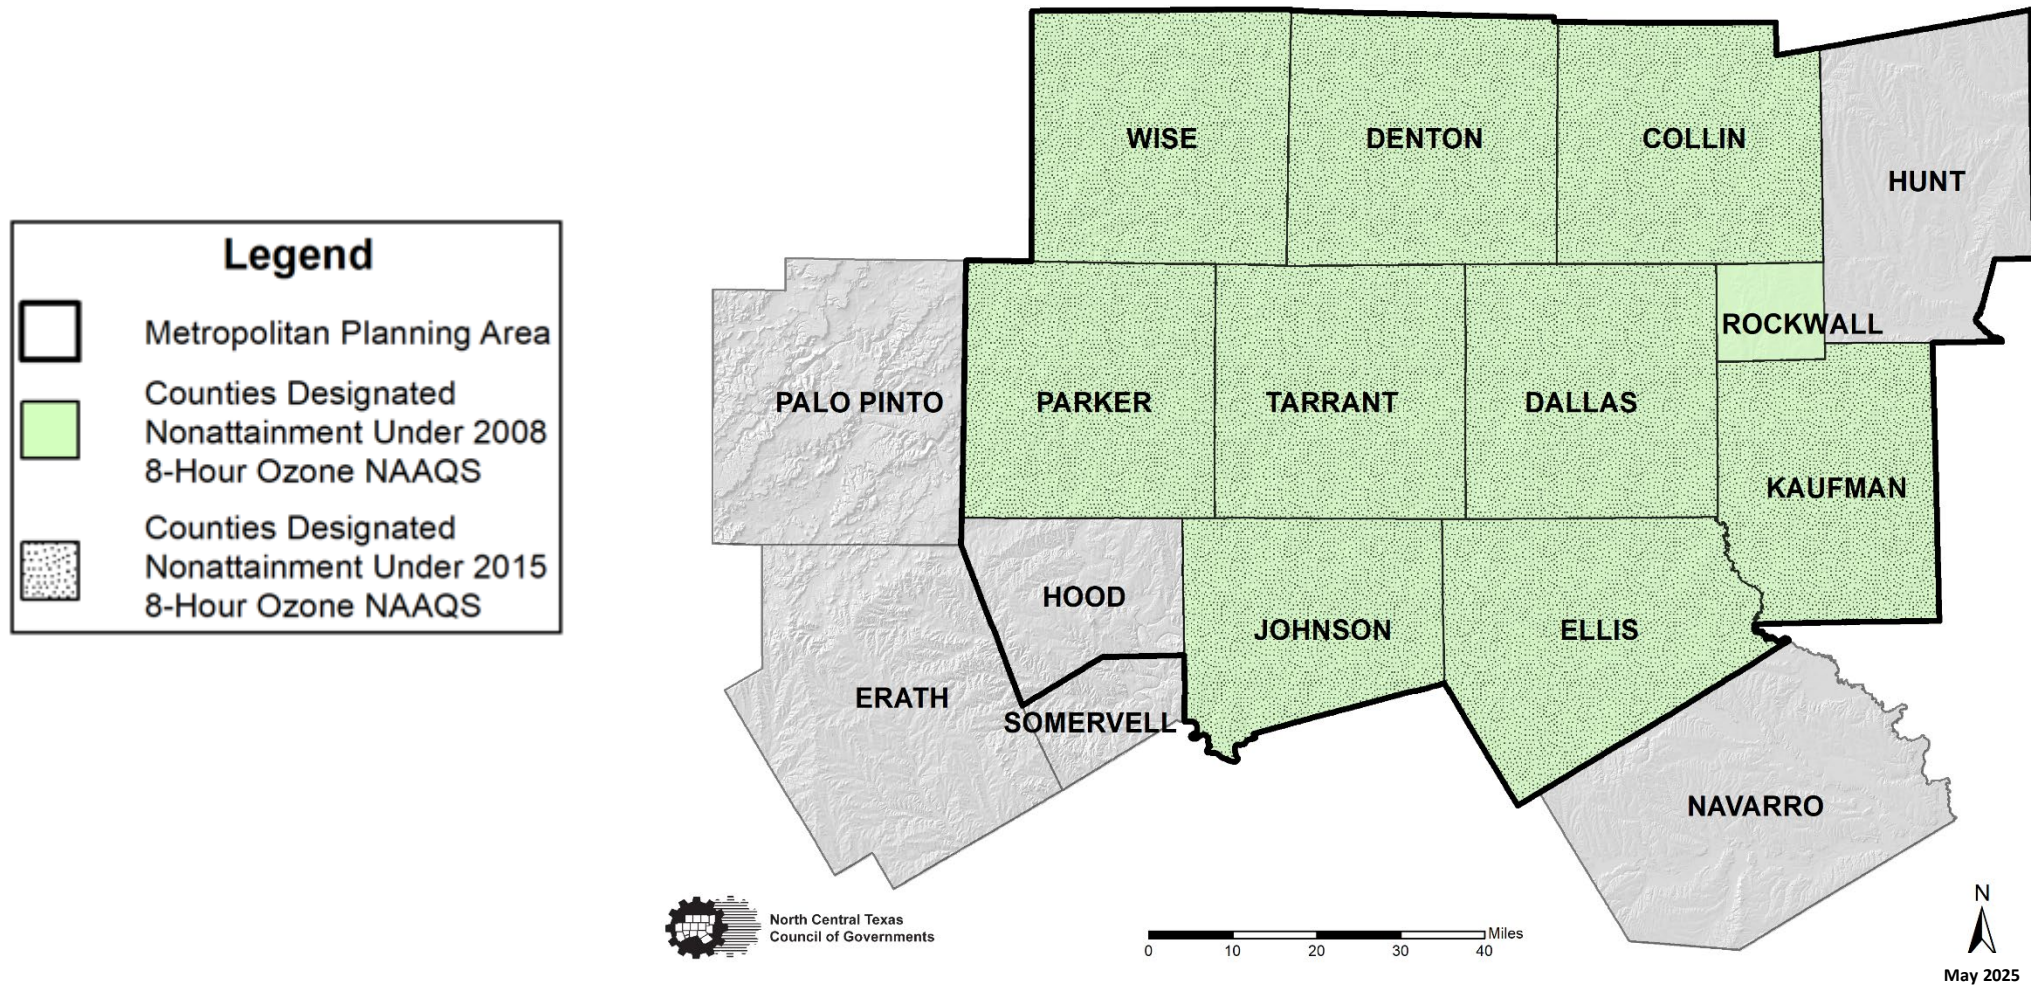 Legend
Metropolitan Planning Area
Counties Designated
Nonattainment Under 2008
8-Hour Ozone NAAQS
Counties Designated
Nonattainment Under 2015
8-Hour Ozone NAAQS
WISE
DENTON
COLLIN
HUNT
ROCKWALL
PALO PINTO
PARKER
TARRANT
DALLAS
KAUFMAN
HOOD
JOHNSON
ELLIS
ERATH
SOMERVELL
NAVARRO
North Central Texas
Council of Governments
Miles
0 10 20 30 40
N
May 2025